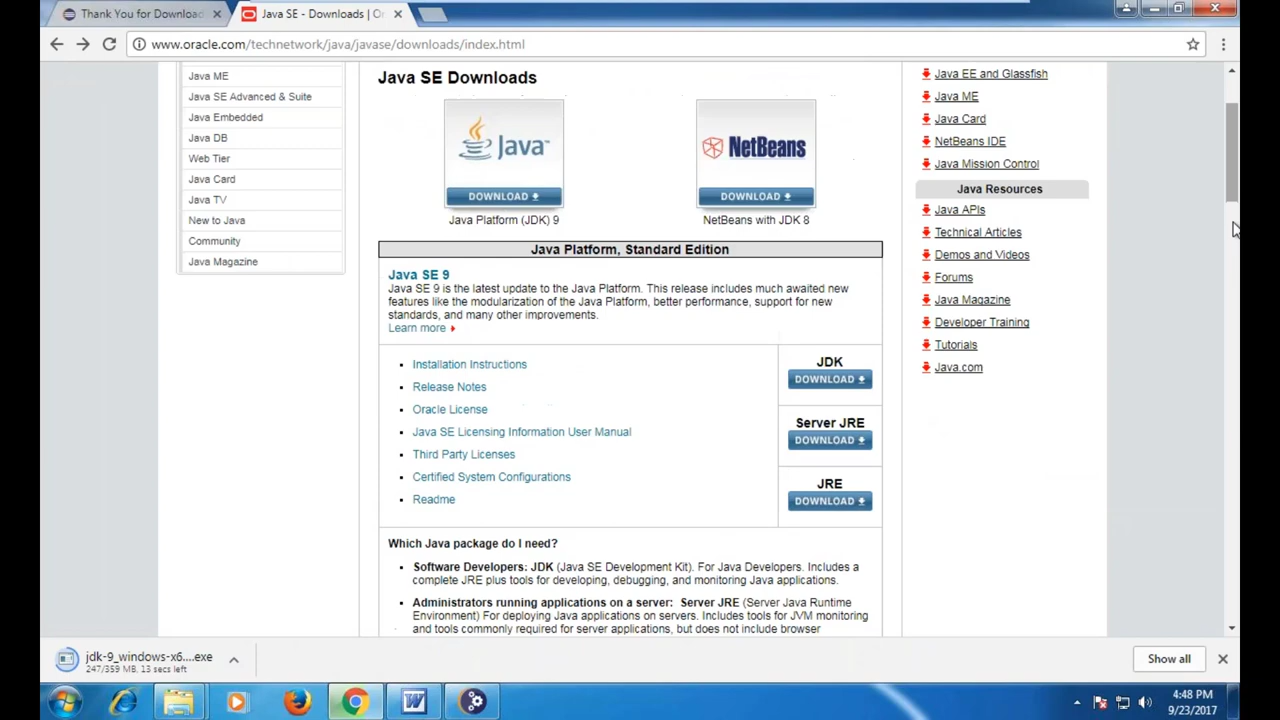 Thank You for Download
Java SE - Downloads | Or
www.oracle.com/technetwork/java/javase/downloads/index.html
Java ME
Java SE Advanced & Suite
Java Embedded
Java DB
Web Tier
Java Card
Java TV
New to Java
Community
Java Magazine
Java SE Downloads
Java
DOWNLOAD
Java Platform (JDK) 9
NetBeans
DOWNLOAD
NetBeans with JDK 8
Java Platform, Standard Edition
Java SE 9
Java SE 9 is the latest update to the Java Platform. This release includes much awaited new
features like the modularization of the Java Platform, better performance, support for new
standards, and many other improvements.
Learn more
Installation Instructions
Release Notes
Oracle License
Java SE Licensing Information User Manual
Third Party Licenses
Certified System Configurations
Readme
JDK
DOWNLOAD
Server JRE
DOWNLOAD
JRE
DOWNLOAD
Which Java package do I need?
Software Developers: JDK (Java SE Development Kit). For Java Developers. Includes a
complete JRE plus tools for developing, debugging, and monitoring Java applications.
Administrators running applications on a server: Server JRE (Server Java Runtime
Environment) For deploying Java applications on servers. Includes tools for JVM monitoring
and tools commonly required for server applications, but does not include browser
Java EE and Glassfish
Java ME
Java Card
NetBeans IDE
Java Mission Control
Java Resources
Java APIs
Technical Articles
Demos and Videos
Forums
Java Magazine
Developer Training
Tutorials
Java.com
jdk-9_windows-x6....exe
247/359 MB, 13 secs left
Show all
4:48 PM
9/23/2017